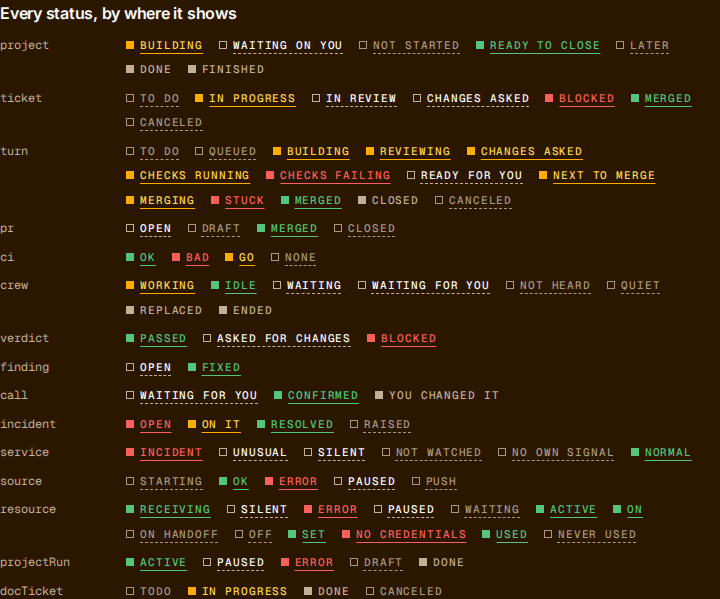 Every status, by where it shows
project BUILDING WAITING ON YOU NOT STARTED READY TO CLOSE LATER
DONE FINISHED
ticket TO DO IN PROGRESS IN REVIEW CHANGES ASKED BLOCKED MERGED
CANCELED
turn TO DO QUEUED BUILDING REVIEWING CHANGES ASKED
CHECKS RUNNING CHECKS FAILING READY FOR YOU NEXT TO MERGE
MERGING STUCK MERGED CLOSED CANCELED
pr OPEN DRAFT MERGED CLOSED
ci OK BAD GO NONE
crew WORKING IDLE WAITING WAITING FOR YOU NOT HEARD QUIET
REPLACED ENDED
verdict PASSED ASKED FOR CHANGES BLOCKED
finding OPEN FIXED
call WAITING FOR YOU CONFIRMED YOU CHANGED IT
incident OPEN ON IT RESOLVED RAISED
service INCIDENT UNUSUAL SILENT NOT WATCHED NO OWN SIGNAL NORMAL
source STARTING OK ERROR PAUSED PUSH
resource RECEIVING SILENT ERROR PAUSED WAITING ACTIVE ON
ON HANDOFF OFF SET NO CREDENTIALS USED NEVER USED
projectRun ACTIVE PAUSED ERROR DRAFT DONE
docTicket TODO IN PROGRESS DONE CANCELED